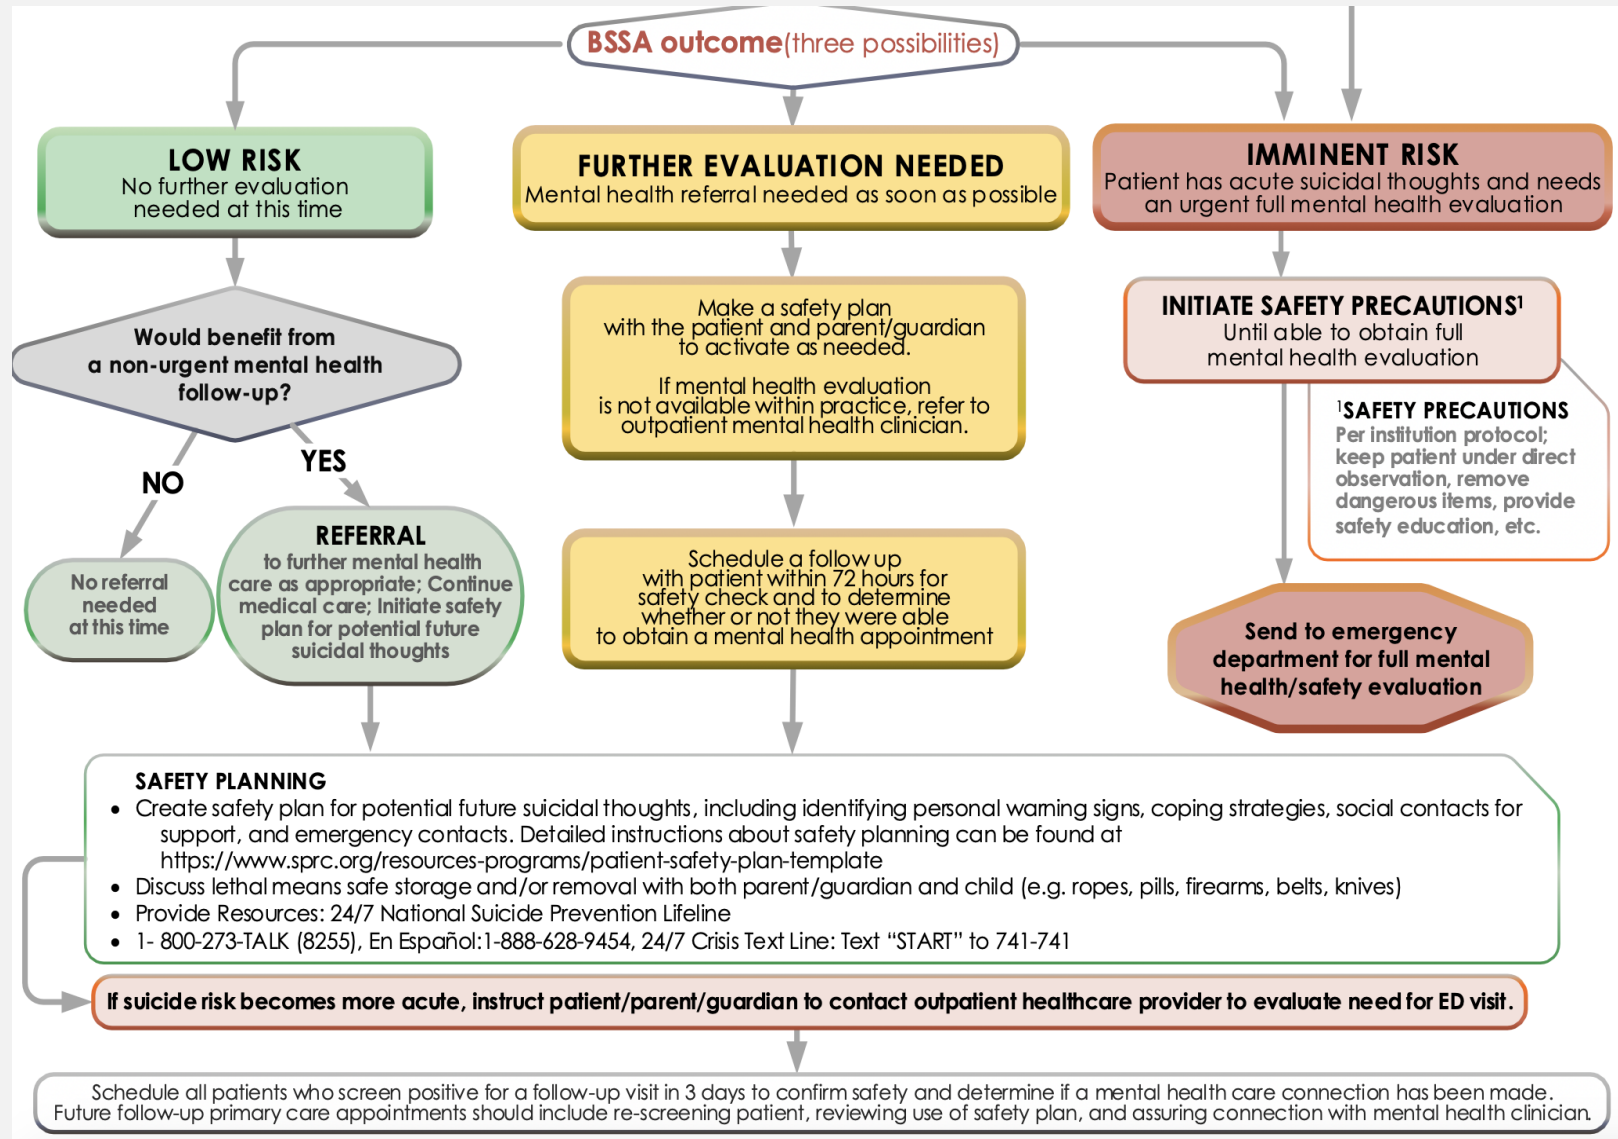 BSSA outcome(three possibilities)
LOW RISK
No further evaluation
needed at this time
Would benefit from
a non-urgent mental health
follow-up?
NO
YES
No referral
needed
at this time
REFERRAL
to further mental health
care as appropriate; Continue
medical care; Initiate safety
plan for potential future
suicidal thoughts
FURTHER EVALUATION NEEDED
Mental health referral needed as soon as possible
Make a safety plan
with the patient and parent/guardian
to activate as needed.
If mental health evaluation
is not available within practice, refer to
outpatient mental health clinician.
Schedule a follow up
with patient within 72 hours for
safety check and to determine
whether or not they were able
to obtain a mental health appointment
IMMINENT RISK
Patient has acute suicidal thoughts and needs
an urgent full mental health evaluation
INITIATE SAFETY PRECAUTIONS¹
Until able to obtain full
mental health evaluation
¹SAFETY PRECAUTIONS
Per institution protocol;
keep patient under direct
observation, remove
dangerous items, provide
safety education, etc.
Send to emergency
department for full mental
health/safety evaluation
SAFETY PLANNING
• Create safety plan for potential future suicidal thoughts, including identifying personal warning signs, coping strategies, social contacts for
support, and emergency contacts. Detailed instructions about safety planning can be found at
https://www.sprc.org/resources-programs/patient-safety-plan-template
• Discuss lethal means safe storage and/or removal with both parent/guardian and child (e.g. ropes, pills, firearms, belts, knives)
• Provide Resources: 24/7 National Suicide Prevention Lifeline
• 1- 800-273-TALK (8255), En Español:1-888-628-9454, 24/7 Crisis Text Line: Text “START” to 741-741
If suicide risk becomes more acute, instruct patient/parent/guardian to contact outpatient healthcare provider to evaluate need for ED visit.
Schedule all patients who screen positive for a follow-up visit in 3 days to confirm safety and determine if a mental health care connection has been made.
Future follow-up primary care appointments should include re-screening patient, reviewing use of safety plan, and assuring connection with mental health clinician.